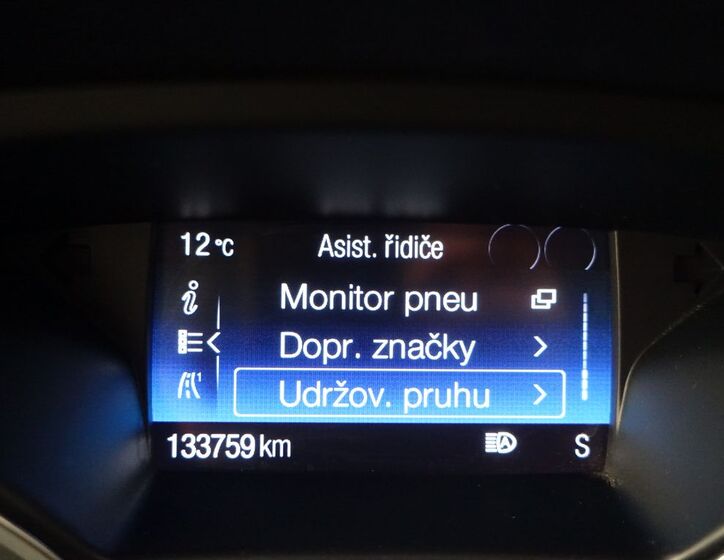 12°C Asist. řidiče
Monitor pneu
Dopr. značky
Udržov. pruhu
133759 km S